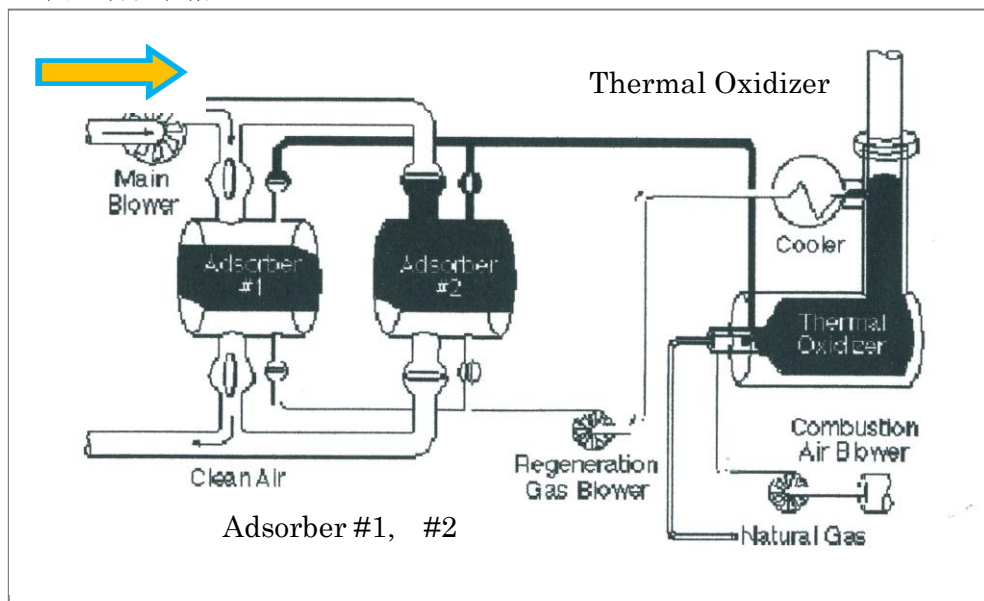 Thermal Oxidizer
Main
Blower
Adsorber
#1
Adsorber
#2
Cooler
Thermal
Oxidizer
Clean Air
Regeneration
Gas Blower
Combustion
Air Blower
Natural Gas
Adsorber #1, #2